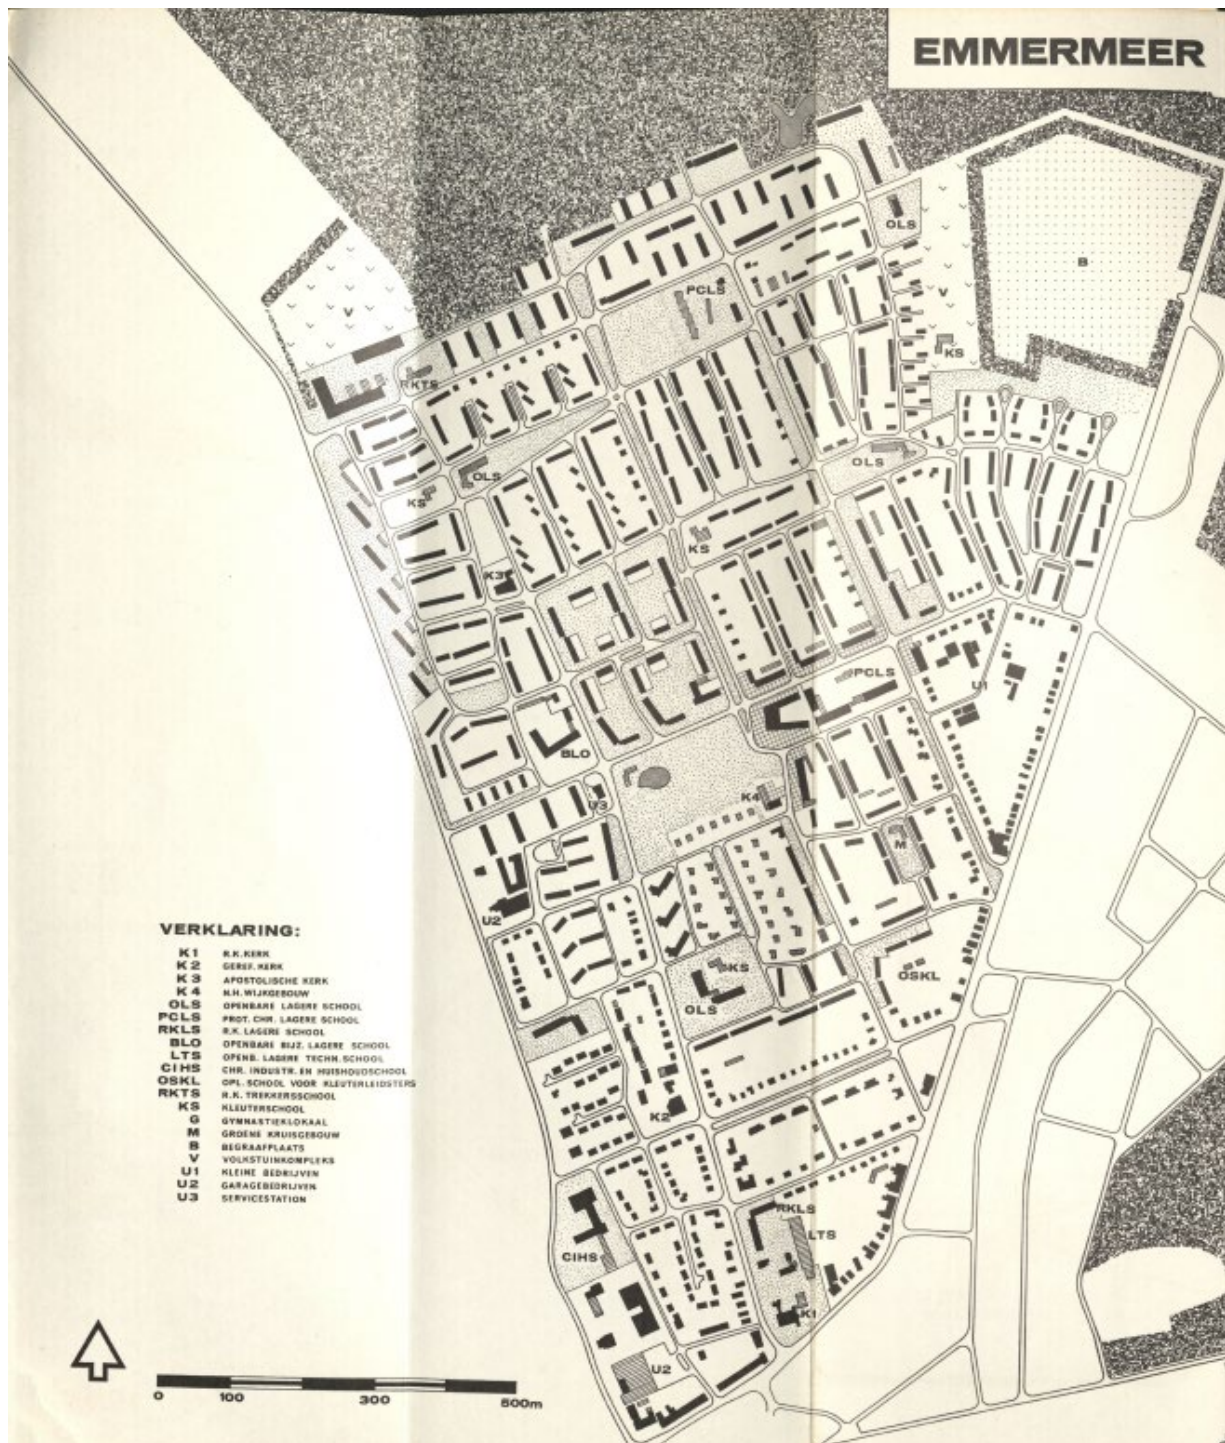 EMMERMEER
OLS
B
PCLS
V
V
KS
RKTS
OLS
OLS
KS
KS
K3
PCLS
U1
BLO
U3
K4
M
U2
KS
OSKL
OLS
K2
RKLS
LTS
CIHS
K1
U2
VERKLARING:
K1 R.K. KERK
K2 GEREF. KERK
K3 APOSTOLISCHE KERK
K4 N.H. WIJKGEBOUW
OLS OPENBARE LAGERE SCHOOL
PCLS PROT. CHR. LAGERE SCHOOL
RKLS R.K. LAGERE SCHOOL
BLO OPENBARE BIJZ. LAGERE SCHOOL
LTS OPENB. LAGERE TECHN. SCHOOL
CIHS CHR. INDUSTR. EN HUISHOUDSCHOOL
OSKL OPL. SCHOOL VOOR KLEUTERLEIDSTERS
RKTS R.K. TREKKERSSCHOOL
KS KLEUTERSCHOOL
G GYMNASTIEKLOKAAL
M GROENE KRUISGEBOUW
B BEGRAAFPLAATS
V VOLKSTUINKOMPLEKS
U1 KLEINE BEDRIJVEN
U2 GARAGEBEDRIJVEN
U3 SERVICESTATION
0 100 300 500m